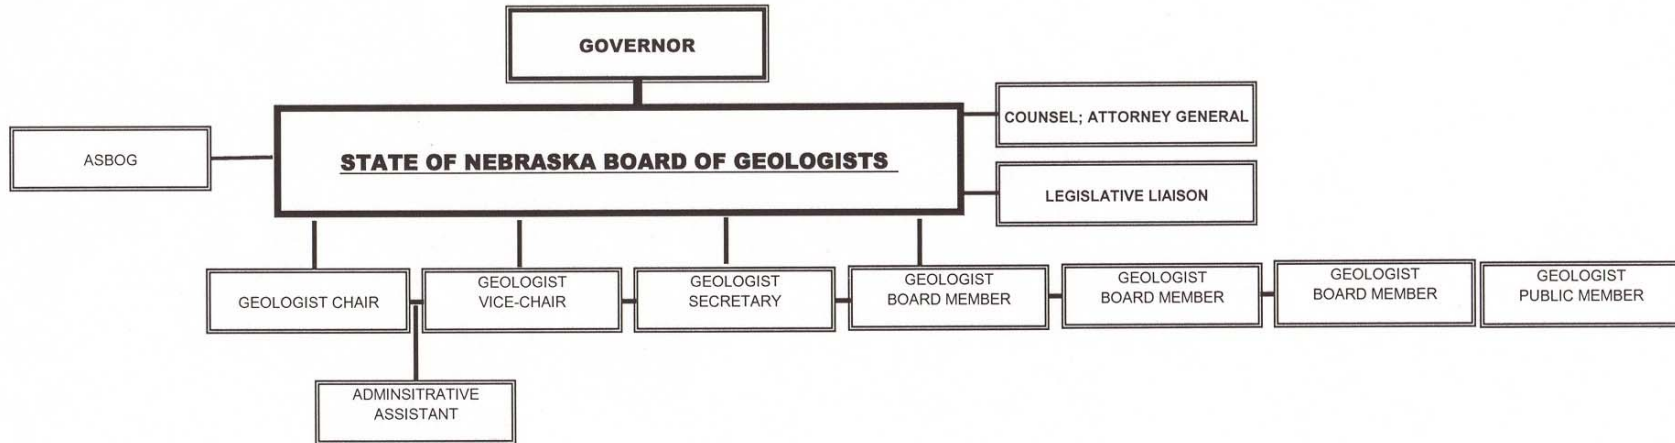 GOVERNOR
COUNSEL; ATTORNEY GENERAL
ASBOG
STATE OF NEBRASKA BOARD OF GEOLOGISTS
LEGISLATIVE LIAISON
GEOLOGIST CHAIR
GEOLOGIST
VICE-CHAIR
GEOLOGIST
SECRETARY
GEOLOGIST
BOARD MEMBER
GEOLOGIST
BOARD MEMBER
GEOLOGIST
BOARD MEMBER
GEOLOGIST
PUBLIC MEMBER
ADMINSITRATIVE
ASSISTANT